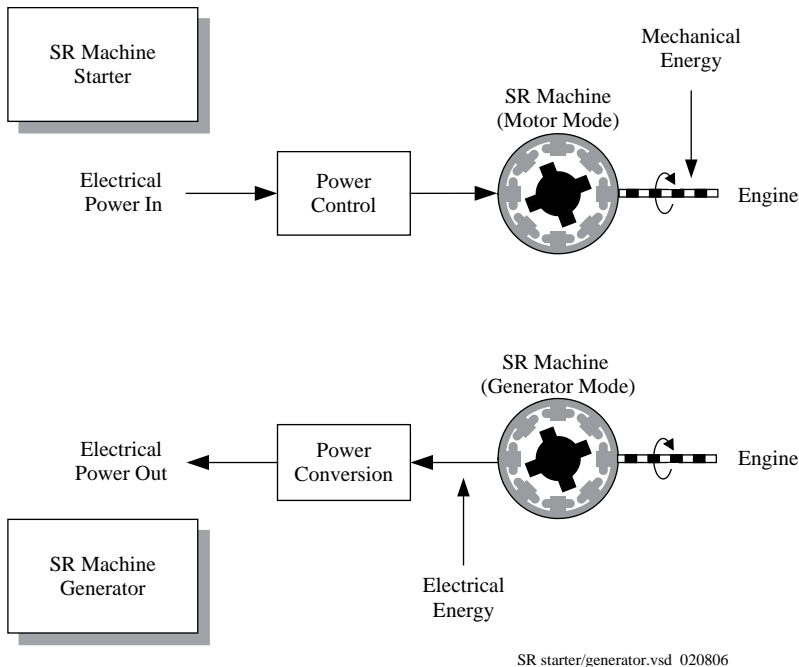 SR Machine
Starter
Mechanical
Energy
SR Machine
(Motor Mode)
Electrical
Power In
Power
Control
Engine
SR Machine
(Generator Mode)
Electrical
Power Out
Power
Conversion
Engine
SR Machine
Generator
Electrical
Energy
SR starter/generator.vsd 020806